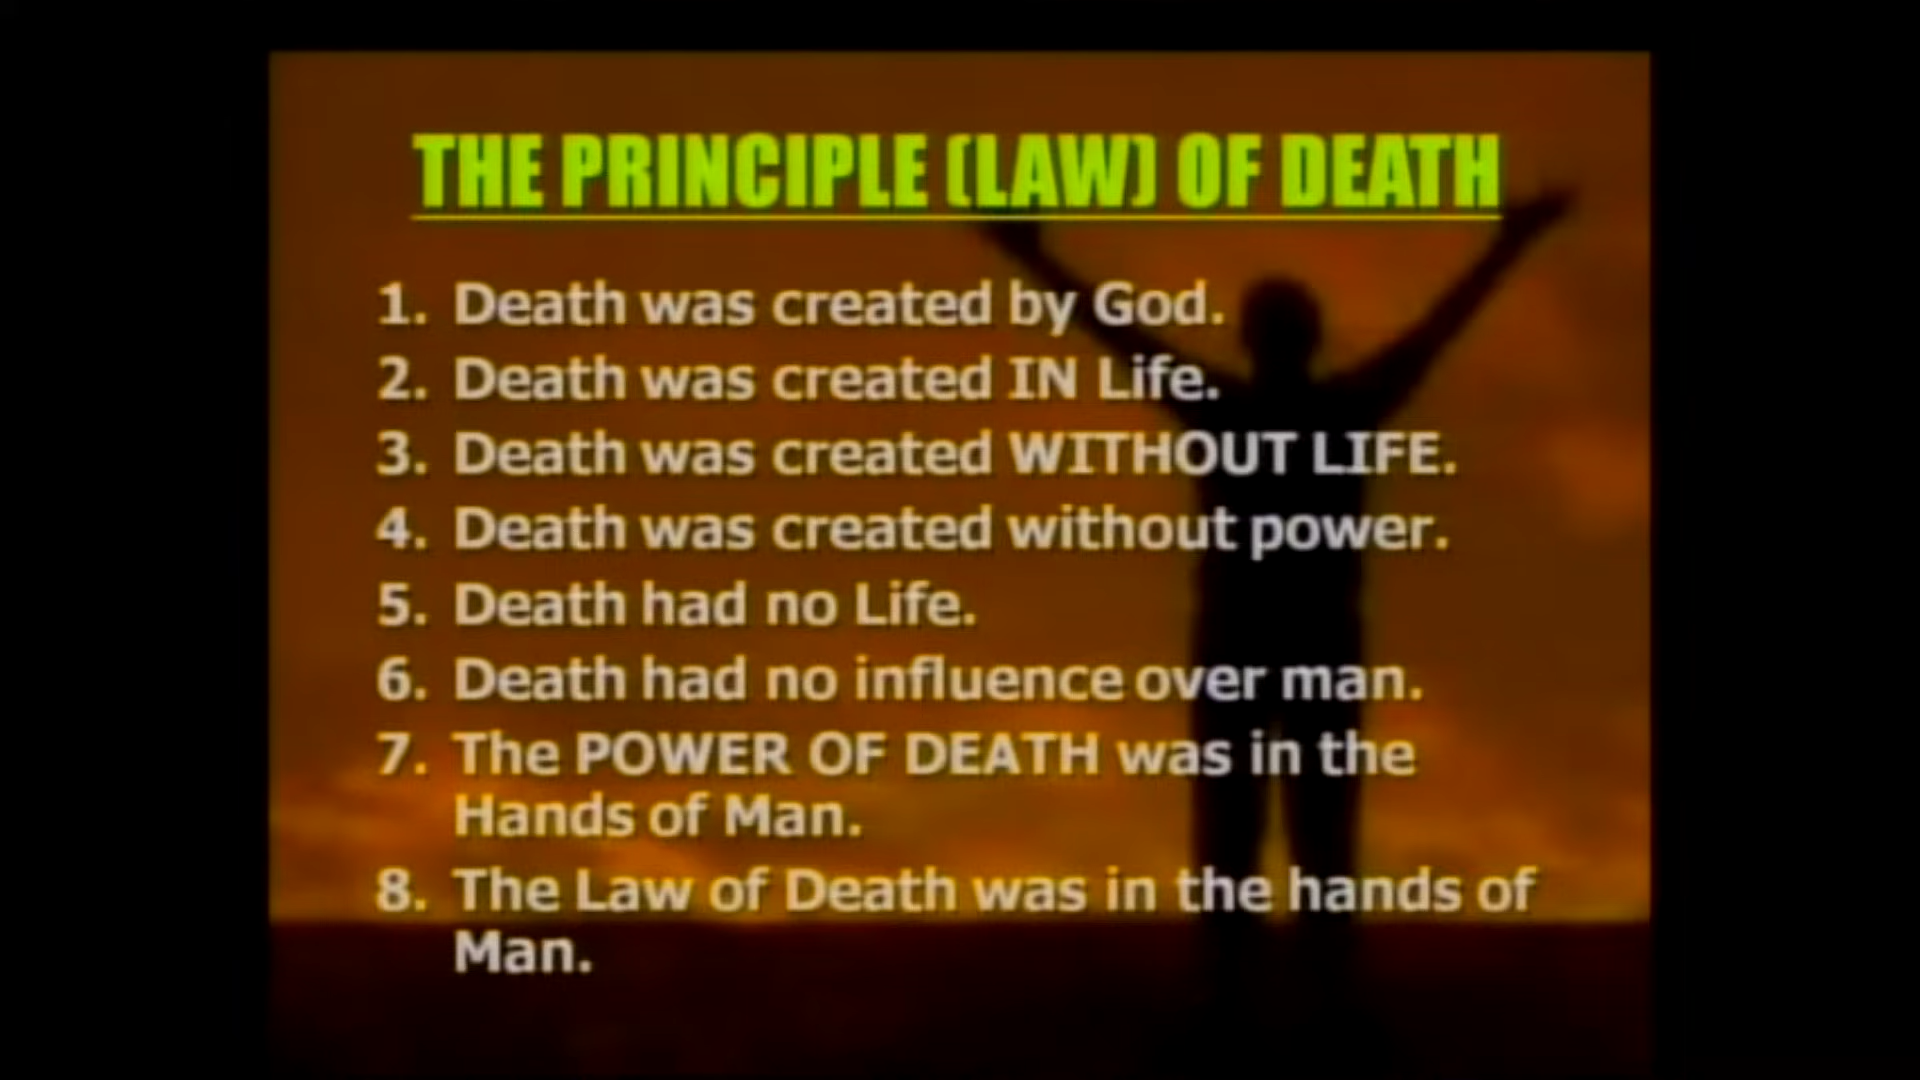 THE PRINCIPLE (LAW) OF DEATH
1. Death was created by God.
2. Death was created IN Life.
3. Death was created WITHOUT LIFE.
4. Death was created without power.
5. Death had no Life.
6. Death had no influence over man.
7. The POWER OF DEATH was in the
Hands of Man.
8. The Law of Death was in the hands of
Man.